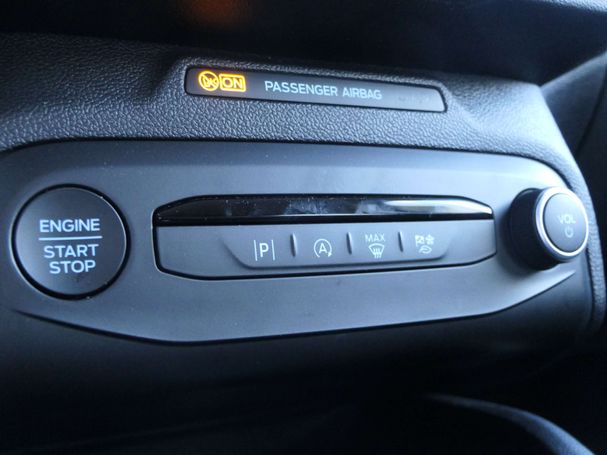 ON PASSENGER AIRBAG
ENGINE
START
STOP
|P|
A
MAX
VOL